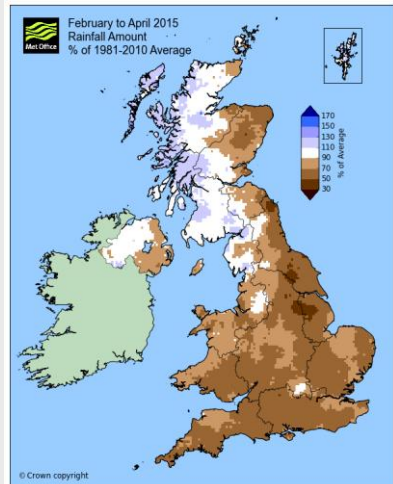 Met Office
February to April 2015
Rainfall Amount
% of 1981-2010 Average
170
150
130
110
90
70
50
30
% of Average
© Crown copyright